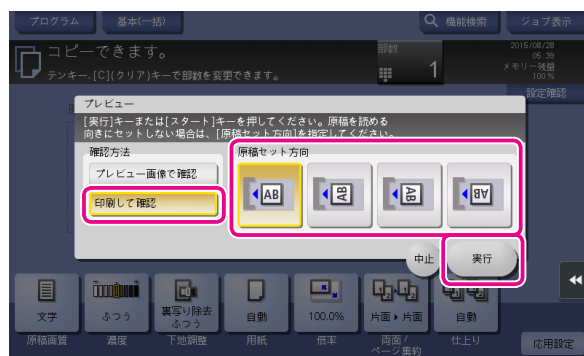 プログラム
基本(一括)
機能検索
ジョブ表示
コピーできます。
テンキー、[C](クリア)キーで部数を変更できます。
部数
1
2015/08/28
05:39
メモリー残量
100 %
設定確認
プレビュー
[実行]キーまたは[スタート]キーを押してください。原稿を読める
向きにセットしない場合は、[原稿セット方向]を指定してください。
確認方法
原稿セット方向
プレビュー画像で確認
印刷して確認
AB
AB
AB
AB
中止
実行
文字
ふつう
裏写り除去
ふつう
自動
100.0%
片面 片面
自動
原稿画質
濃度
下地調整
用紙
倍率
両面/
ページ集約
仕上り
応用設定